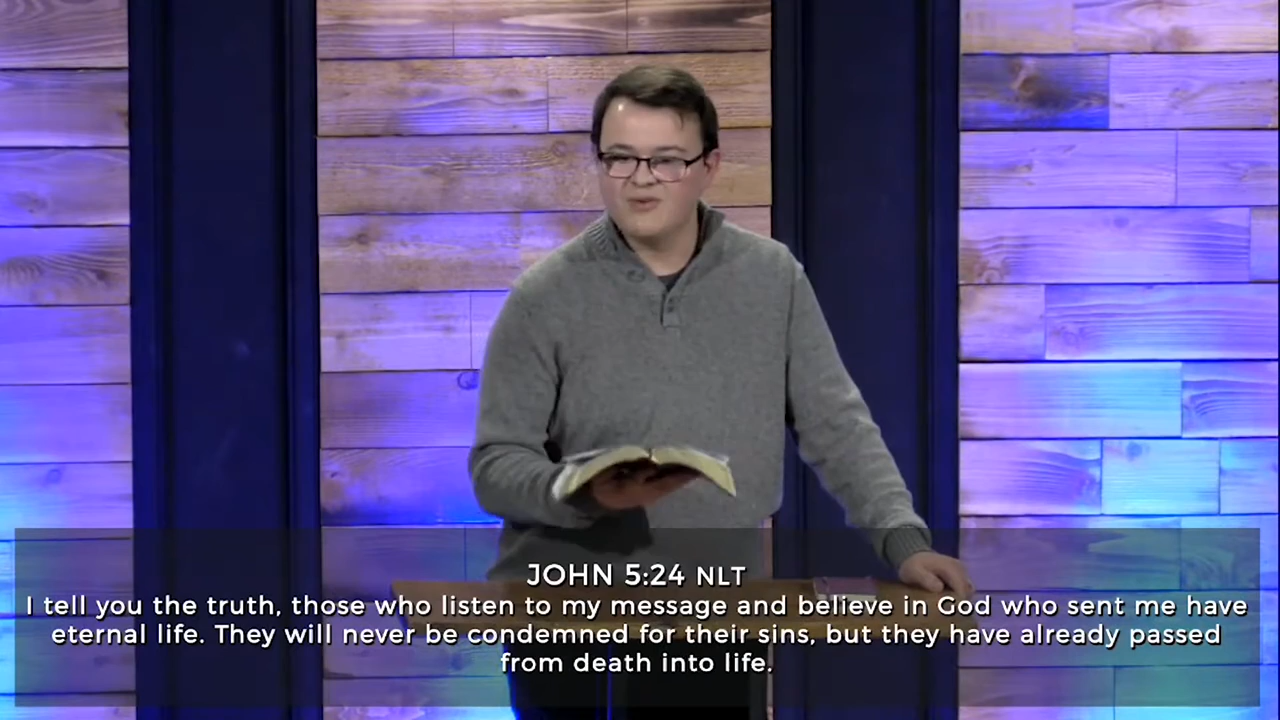 JOHN 5:24 NLT
I tell you the truth, those who listen to my message and believe in God who sent me have
eternal life. They will never be condemned for their sins, but they have already passed
from death into life.